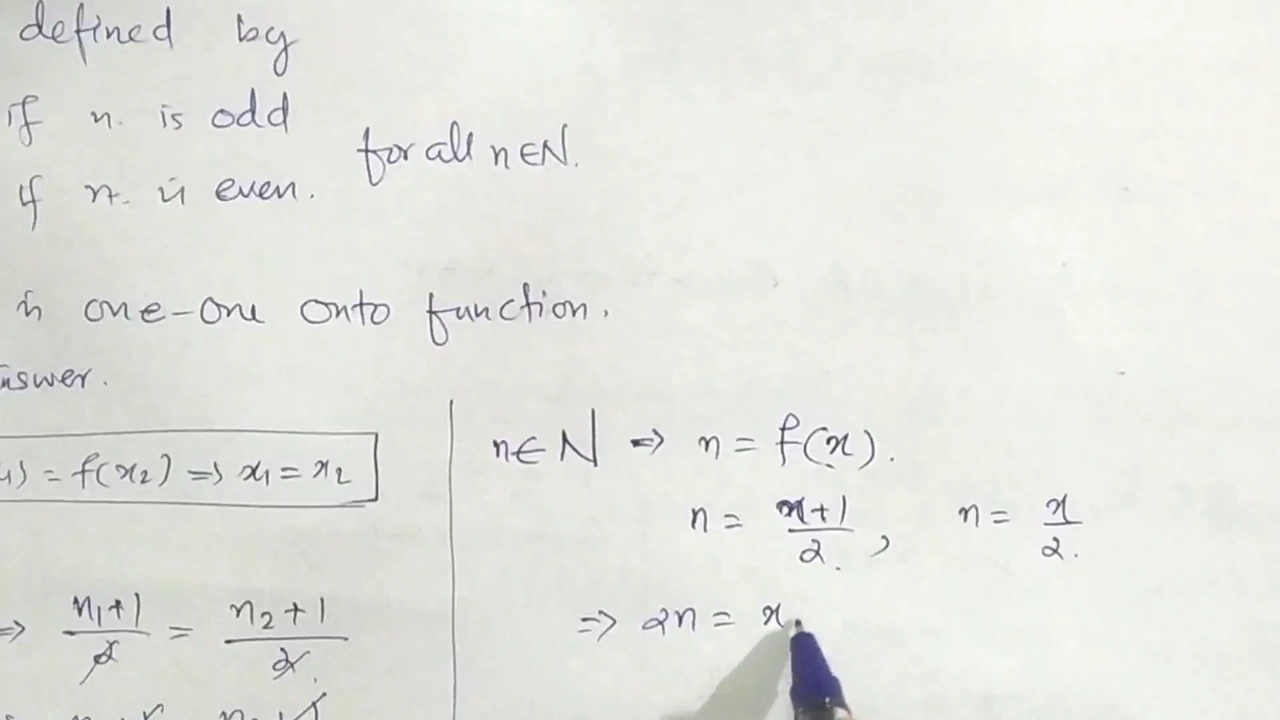 defined by
if n. is odd
for all n∈N.
if n. is even.
is one-one onto function.
nswer.
) = f(x₂) ⇒ x₁ = x₂
n∈N ⇒ n = f(x).
n = x+1/2, n = x/2.
⇒ 2n = x
⇒ n₁+1/2 = n₂+1/2.